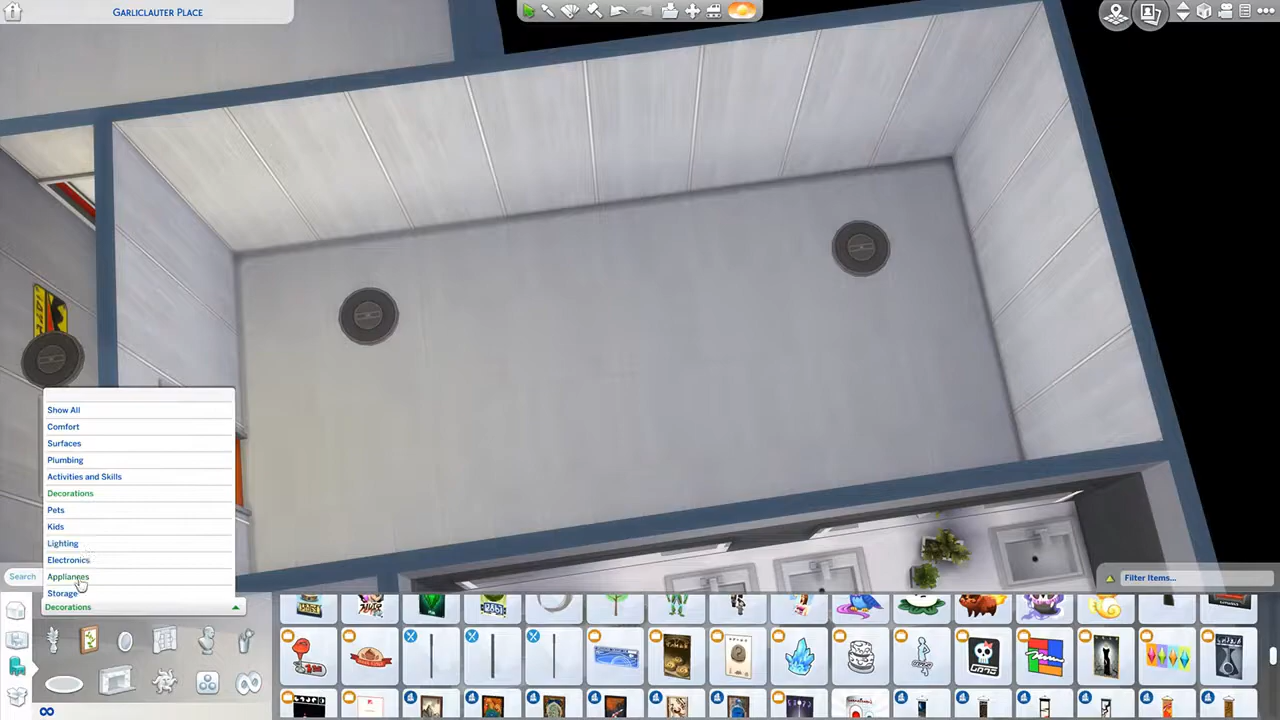 Garliclauter Place
Show All
Comfort
Surfaces
Plumbing
Activities and Skills
Decorations
Pets
Kids
Lighting
Electronics
Appliances
Storage
Search
Decorations
Filter Items...